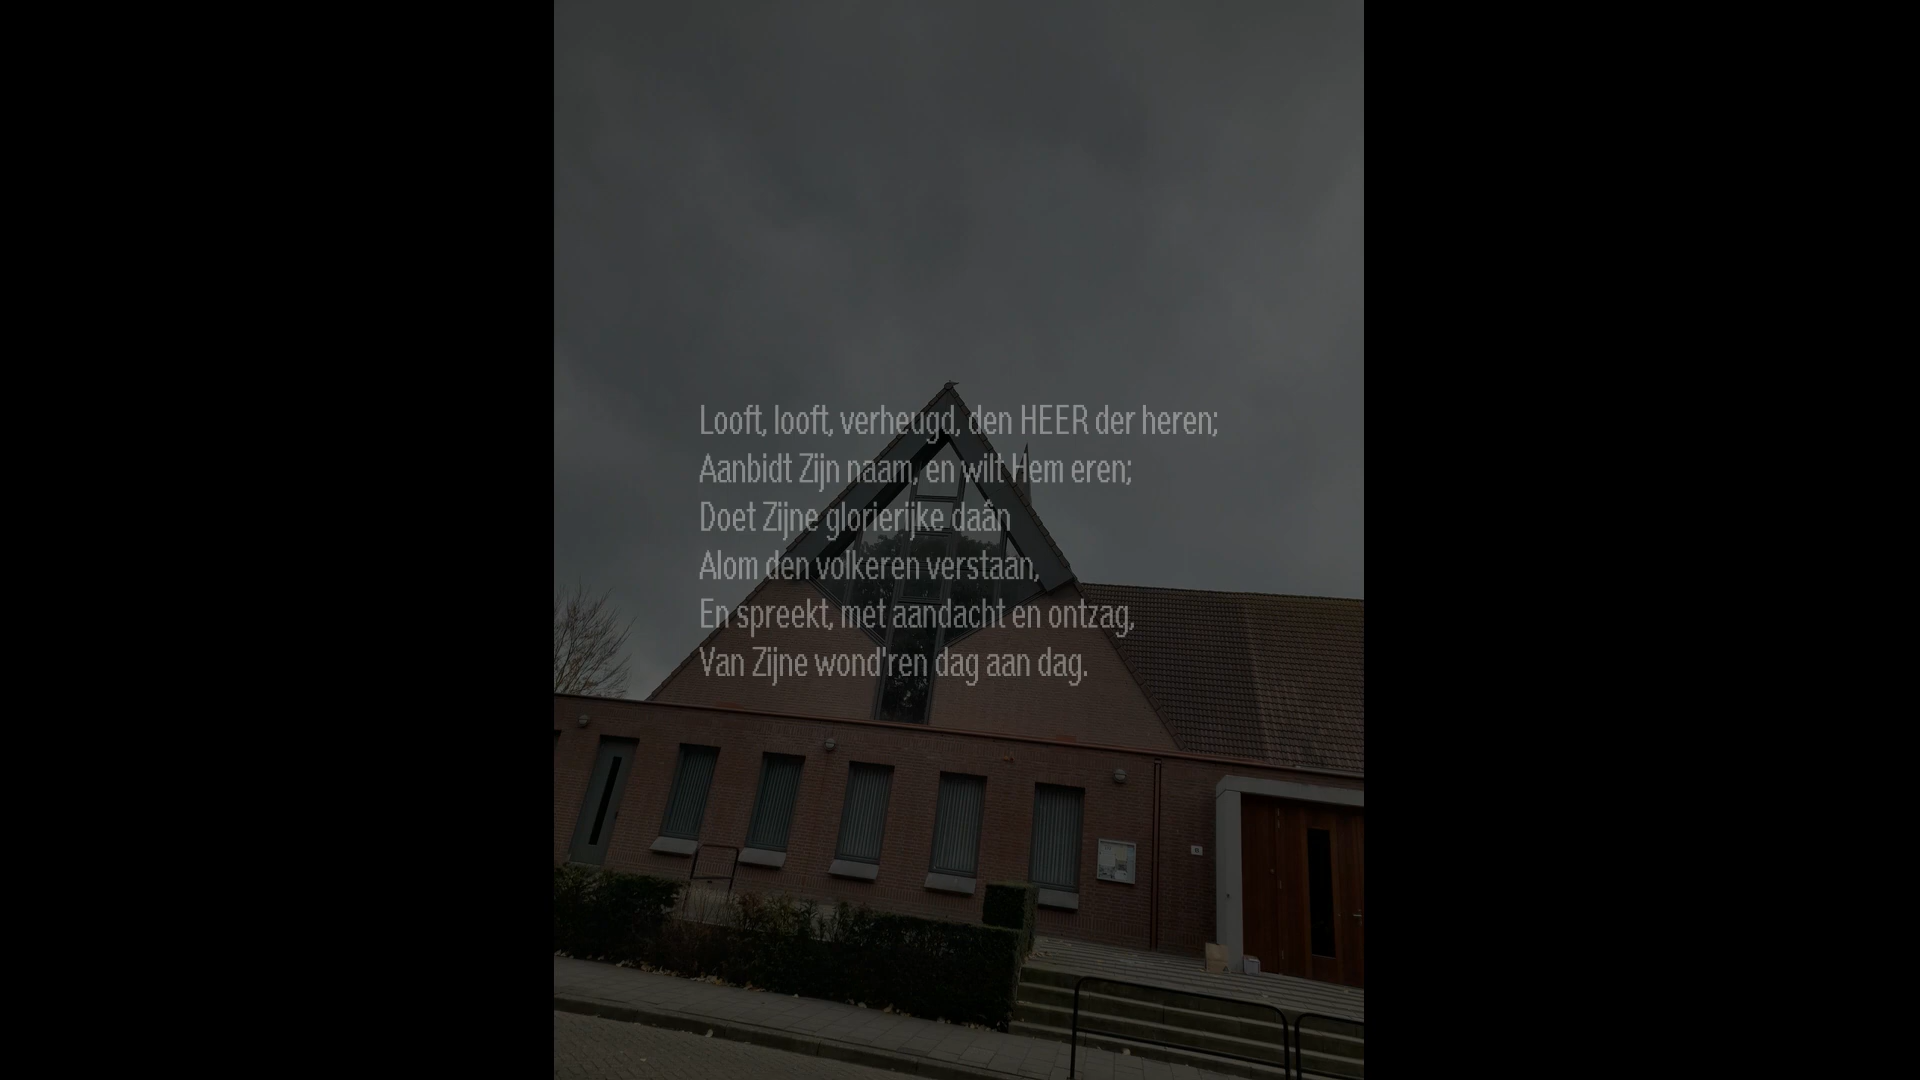 Looft, looft, verheugd, den HEER der heren;
Aanbidt Zijn naam, en wilt Hem eren;
Doet Zijne glorierijke daân
Alom den volkeren verstaan,
En spreekt, met aandacht en ontzag,
Van Zijne wond'ren dag aan dag.